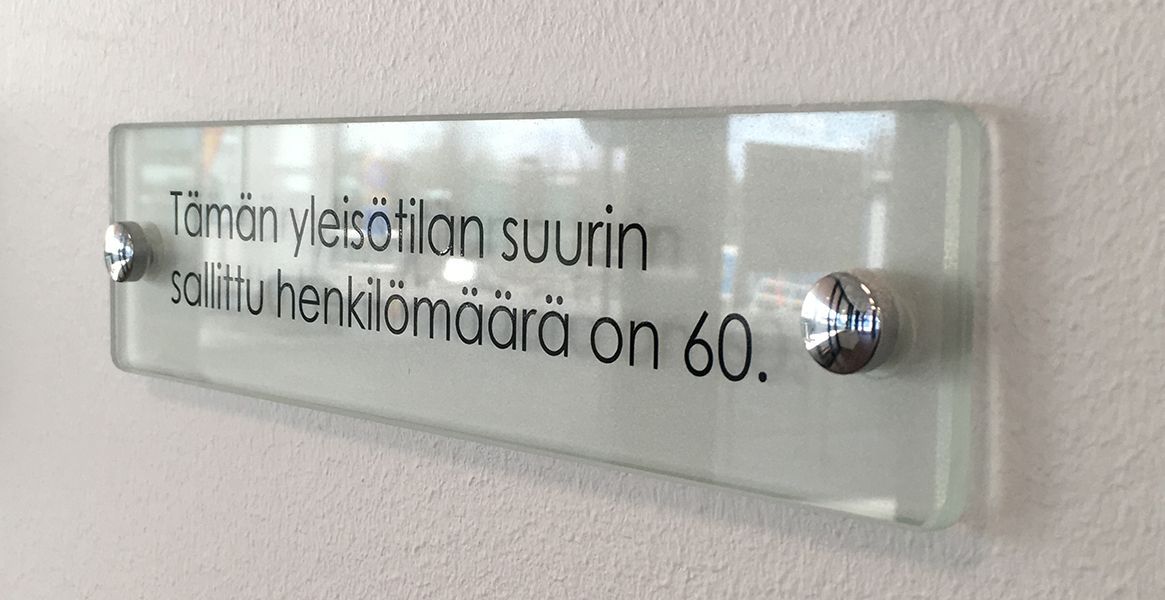 Tämän yleisötilan suurin
sallittu henkilömäärä on 60.